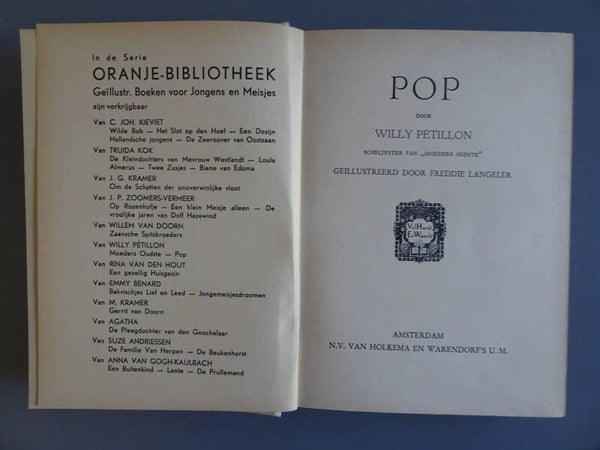 In de Serie
ORANJE-BIBLIOTHEEK
Geïllustr. Boeken voor Jongens en Meisjes
zijn verkrijgbaar
Van C. JOH. KIEVIET
Wilde Bob — Het Slot op den Hoef — Een Dozijn
Hollandsche jongens — De Zeeroover van Oostzaan
Van TRUIDA KOK
De Kleindochters van Mevrouw Westlandt — Loula
Almerus — Twee Zusjes — Biene van Edoma
Van J. G. KRAMER
Om de Schatten der onzverwinlijke vloot
Van J. P. ZOOMERS-VERMEER
Op Rozenhofje — Een klein Meisje alleen — De
vroolijke jaren van Dolf Hazewind
Van WILLEM VAN DOORN
Zaansche Spitsbroeders
Van WILLY PÉTILLON
Moeders Oudste — Pop
Van RINA VAN DEN HOUT
Een gezellig Huisgezin
Van EMMY BENARD
Bakvischjes Lief en Leed — Jongemeisjesdroomen
Van M. KRAMER
Gerrit van Doorn
Van AGATHA
De Pleegdochter van den Goochelaar
Van SUZE ANDRIESSEN
De Familie Van Herpen — De Beukenhorst
Van ANNA VAN GOGH-KAULBACH
Een Buitenkind — Lente — De Prullemand
POP
DOOR
WILLY PÉTILLON
SCHRIJFSTER VAN „MOEDERS OUDSTE"
GEÏLLUSTREERD DOOR FREDDIE LANGELER
V. Holkema
En Warendorf
AMSTERDAM
N.V. VAN HOLKEMA EN WARENDORF'S U. M.